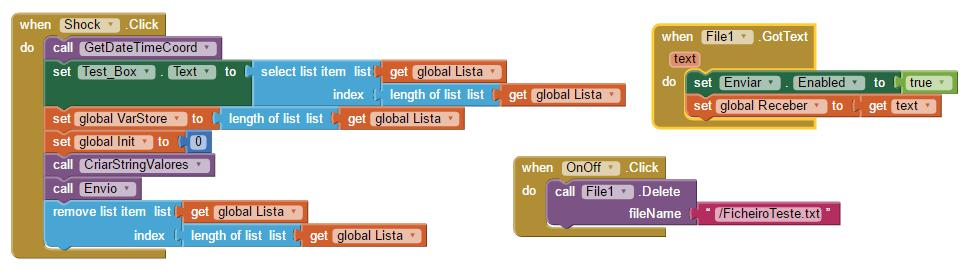 when Shock .Click
do call GetDateTimeCoord
set Test_Box . Text to select list item list get global Lista
index length of list list get global Lista
set global VarStore to length of list list get global Lista
set global Init to 0
call CriarStringValores
call Envio
remove list item list get global Lista
index length of list list get global Lista
when File1 .GotText
text
do set Enviar . Enabled to true
set global Receber to get text
when OnOff .Click
do call File1 .Delete
fileName " /FicheiroTeste.txt "